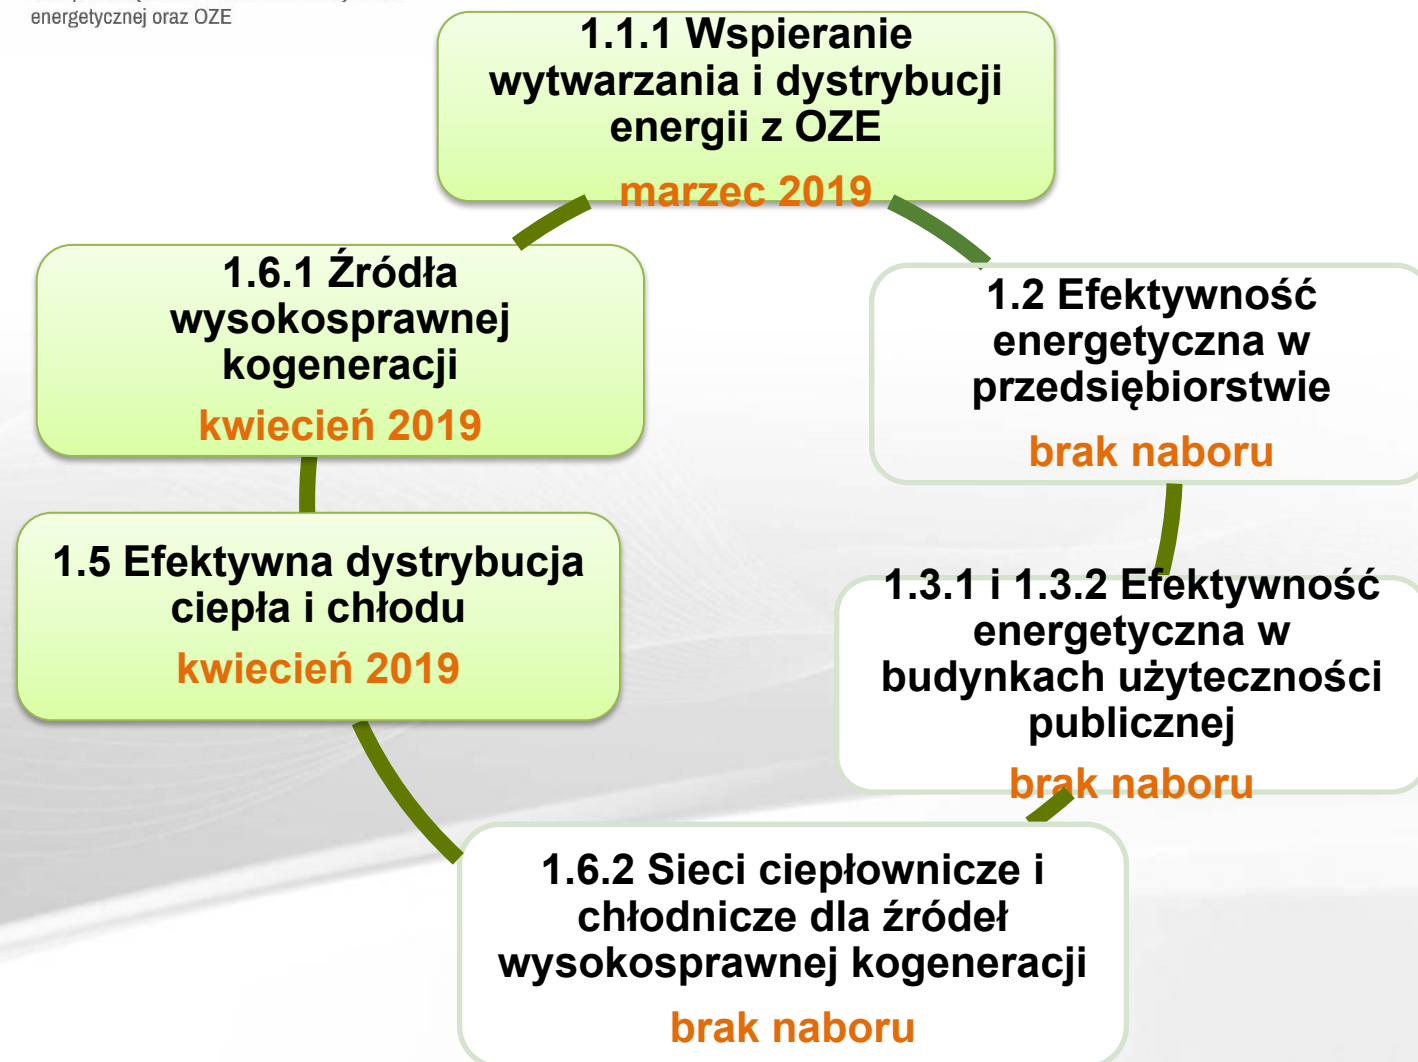 energetycznej oraz OZE
1.1.1 Wspieranie
wytwarzania i dystrybucji
energii z OZE
marzec 2019
1.6.1 Źródła
wysokosprawnej
kogeneracji
kwiecień 2019
1.2 Efektywność
energetyczna w
przedsiębiorstwie
brak naboru
1.5 Efektywna dystrybucja
ciepła i chłodu
kwiecień 2019
1.3.1 i 1.3.2 Efektywność
energetyczna w
budynkach użyteczności
publicznej
brak naboru
1.6.2 Sieci ciepłownicze i
chłodnicze dla źródeł
wysokosprawnej kogeneracji
brak naboru